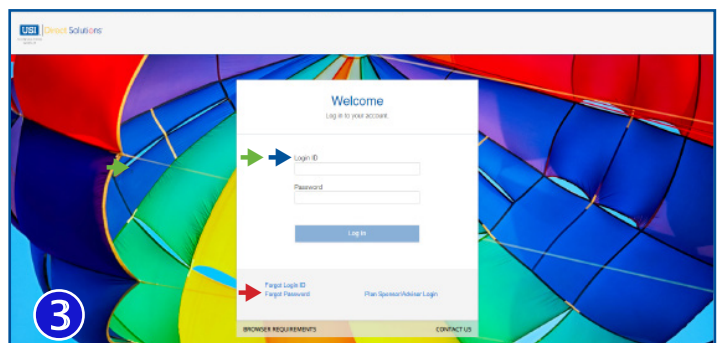 USI Direct Solutions
Welcome
Log in to your account.
Login ID
Password
Log In
Forgot Login ID
Forgot Password
Plan Sponsor/Adviser Login
BROWSER REQUIREMENTS
CONTACT US
3